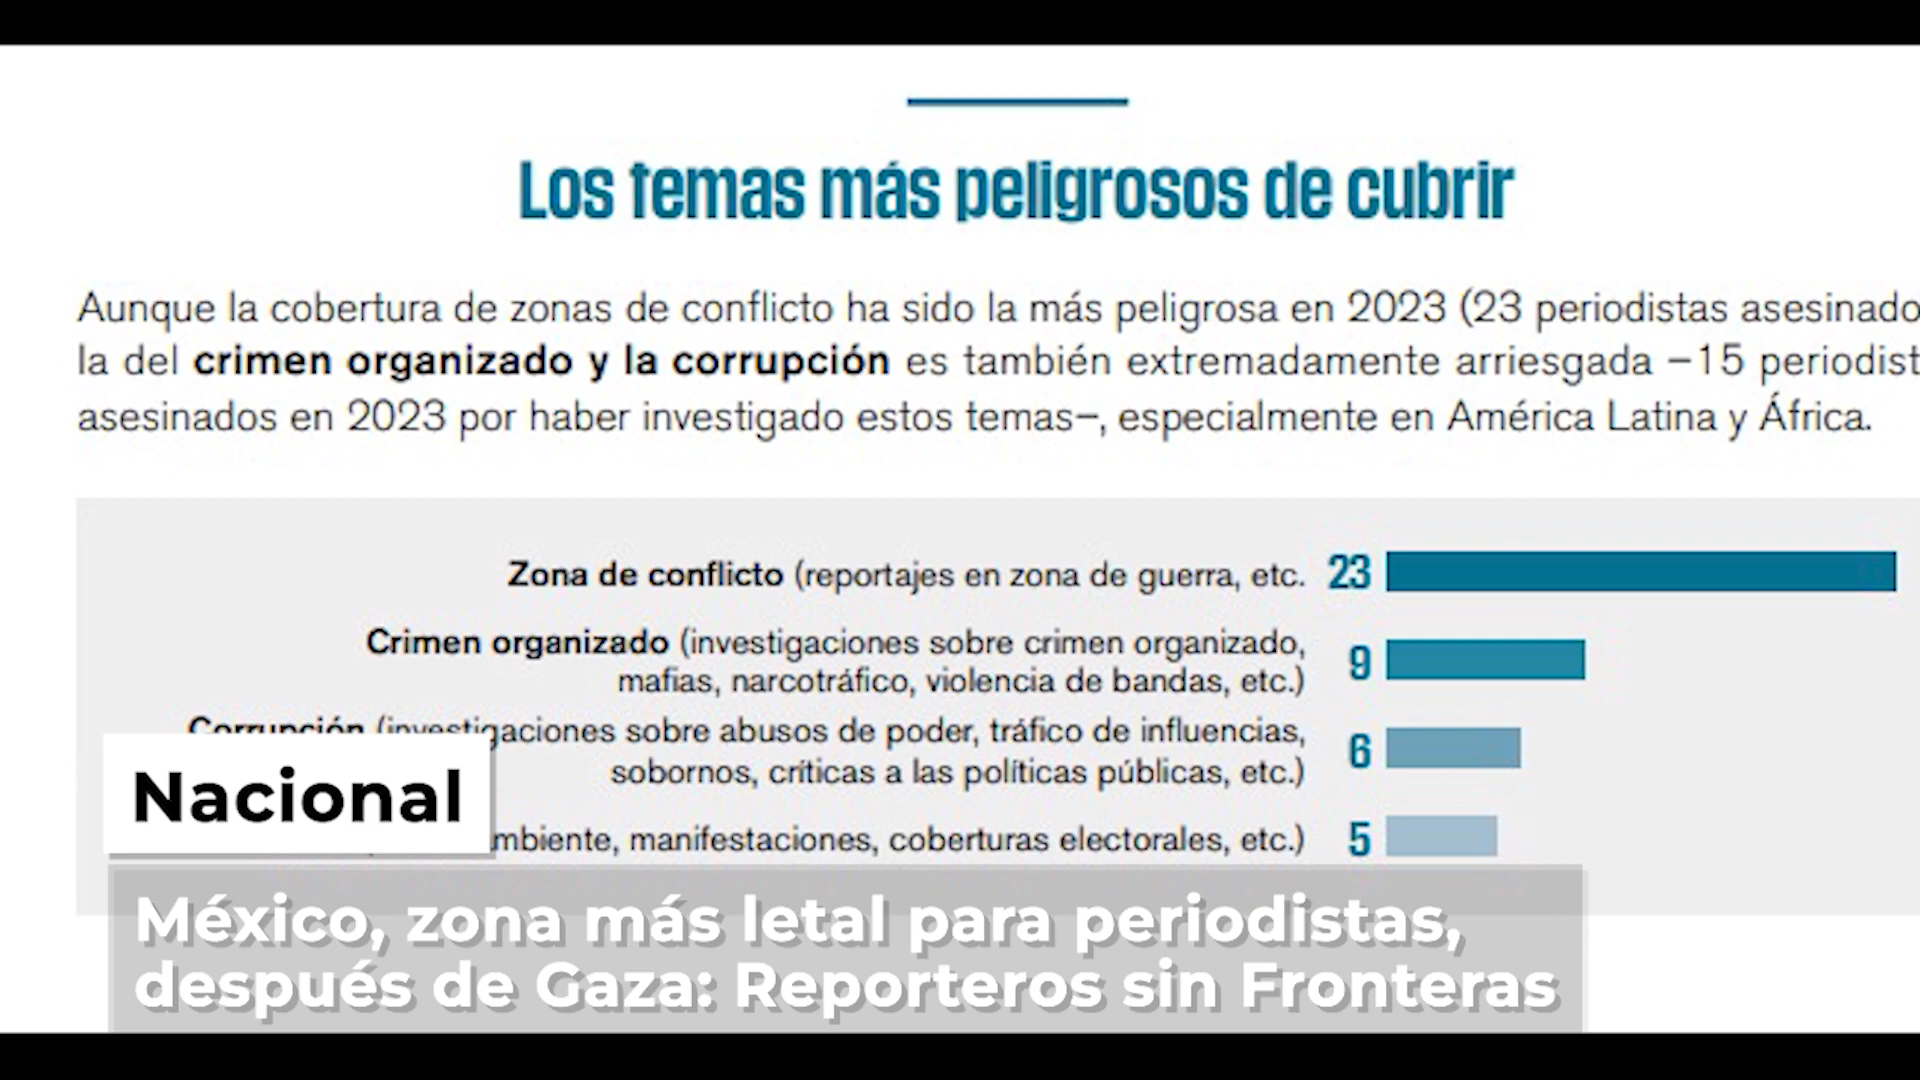 Los temas más peligrosos de cubrir
Aunque la cobertura de zonas de conflicto ha sido la más peligrosa en 2023 (23 periodistas asesinado
la del crimen organizado y la corrupción es también extremadamente arriesgada –15 periodist
asesinados en 2023 por haber investigado estos temas–, especialmente en América Latina y África.
Zona de conflicto (reportajes en zona de guerra, etc. 23
Crimen organizado (investigaciones sobre crimen organizado, 9
mafias, narcotráfico, violencia de bandas, etc.)
Corrupción (investigaciones sobre abusos de poder, tráfico de influencias, 6
sobornos, críticas a las políticas públicas, etc.)
mbiente, manifestaciones, coberturas electorales, etc.) 5
Nacional
México, zona más letal para periodistas,
después de Gaza: Reporteros sin Fronteras